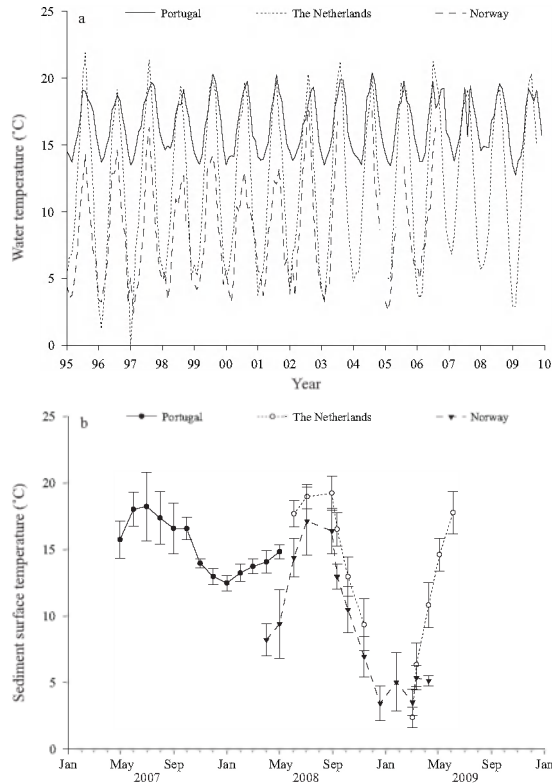 a
Portugal The Netherlands Norway
25
20
15
10
5
0
Water temperature (˚C)
95 96 97 98 99 00 01 02 03 04 05 06 07 08 09 10
Year
b
Portugal The Netherlands Norway
25
20
15
10
5
0
Sediment surface temperature (˚C)
Jan May Sep Jan May Sep Jan May Sep Jan
2007 2008 2009